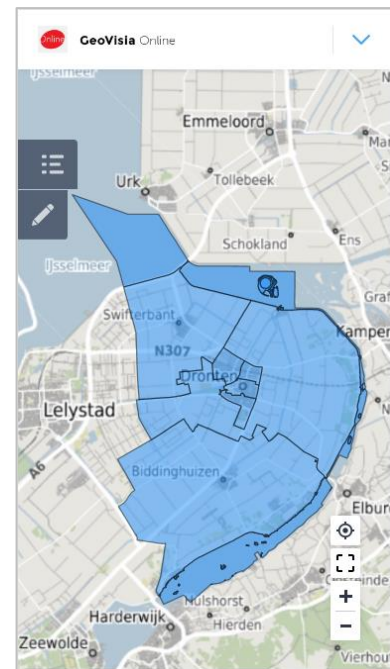 Online GeoVisia Online
IJsselmeer
Emmeloord
Urk
Tollebeek
Schokland
Ens
IJsselmeer
Swifterbant
Kampen
N307
Dronten
Lelystad
A6
Biddinghuizen
Elburg
+
Hulshorst
Harderwijk
Hierden
−
Zeewolde